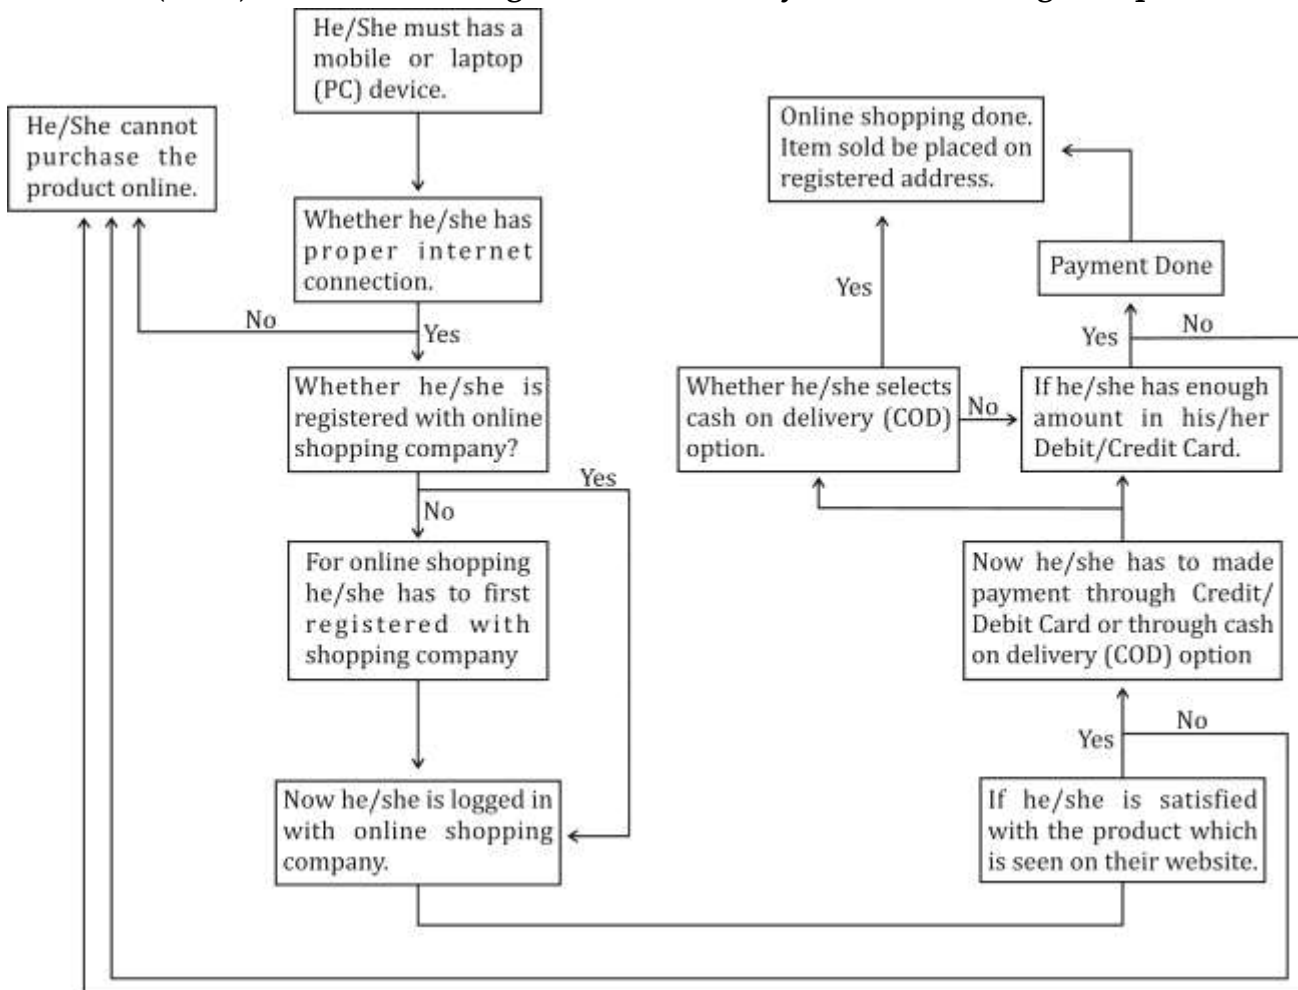 He/She must has a
mobile or laptop
(PC) device.
He/She cannot
purchase the
product online.
Whether he/she has
proper internet
connection.
No
Yes
Whether he/she is
registered with online
shopping company?
Yes
No
For online shopping
he/she has to first
registered with
shopping company
Now he/she is logged in
with online shopping
company.
Online shopping done.
Item sold be placed on
registered address.
Payment Done
Yes
Yes
No
Whether he/she selects
cash on delivery (COD)
option.
No
If he/she has enough
amount in his/her
Debit/Credit Card.
Now he/she has to made
payment through Credit/
Debit Card or through cash
on delivery (COD) option
Yes
No
If he/she is satisfied
with the product which
is seen on their website.